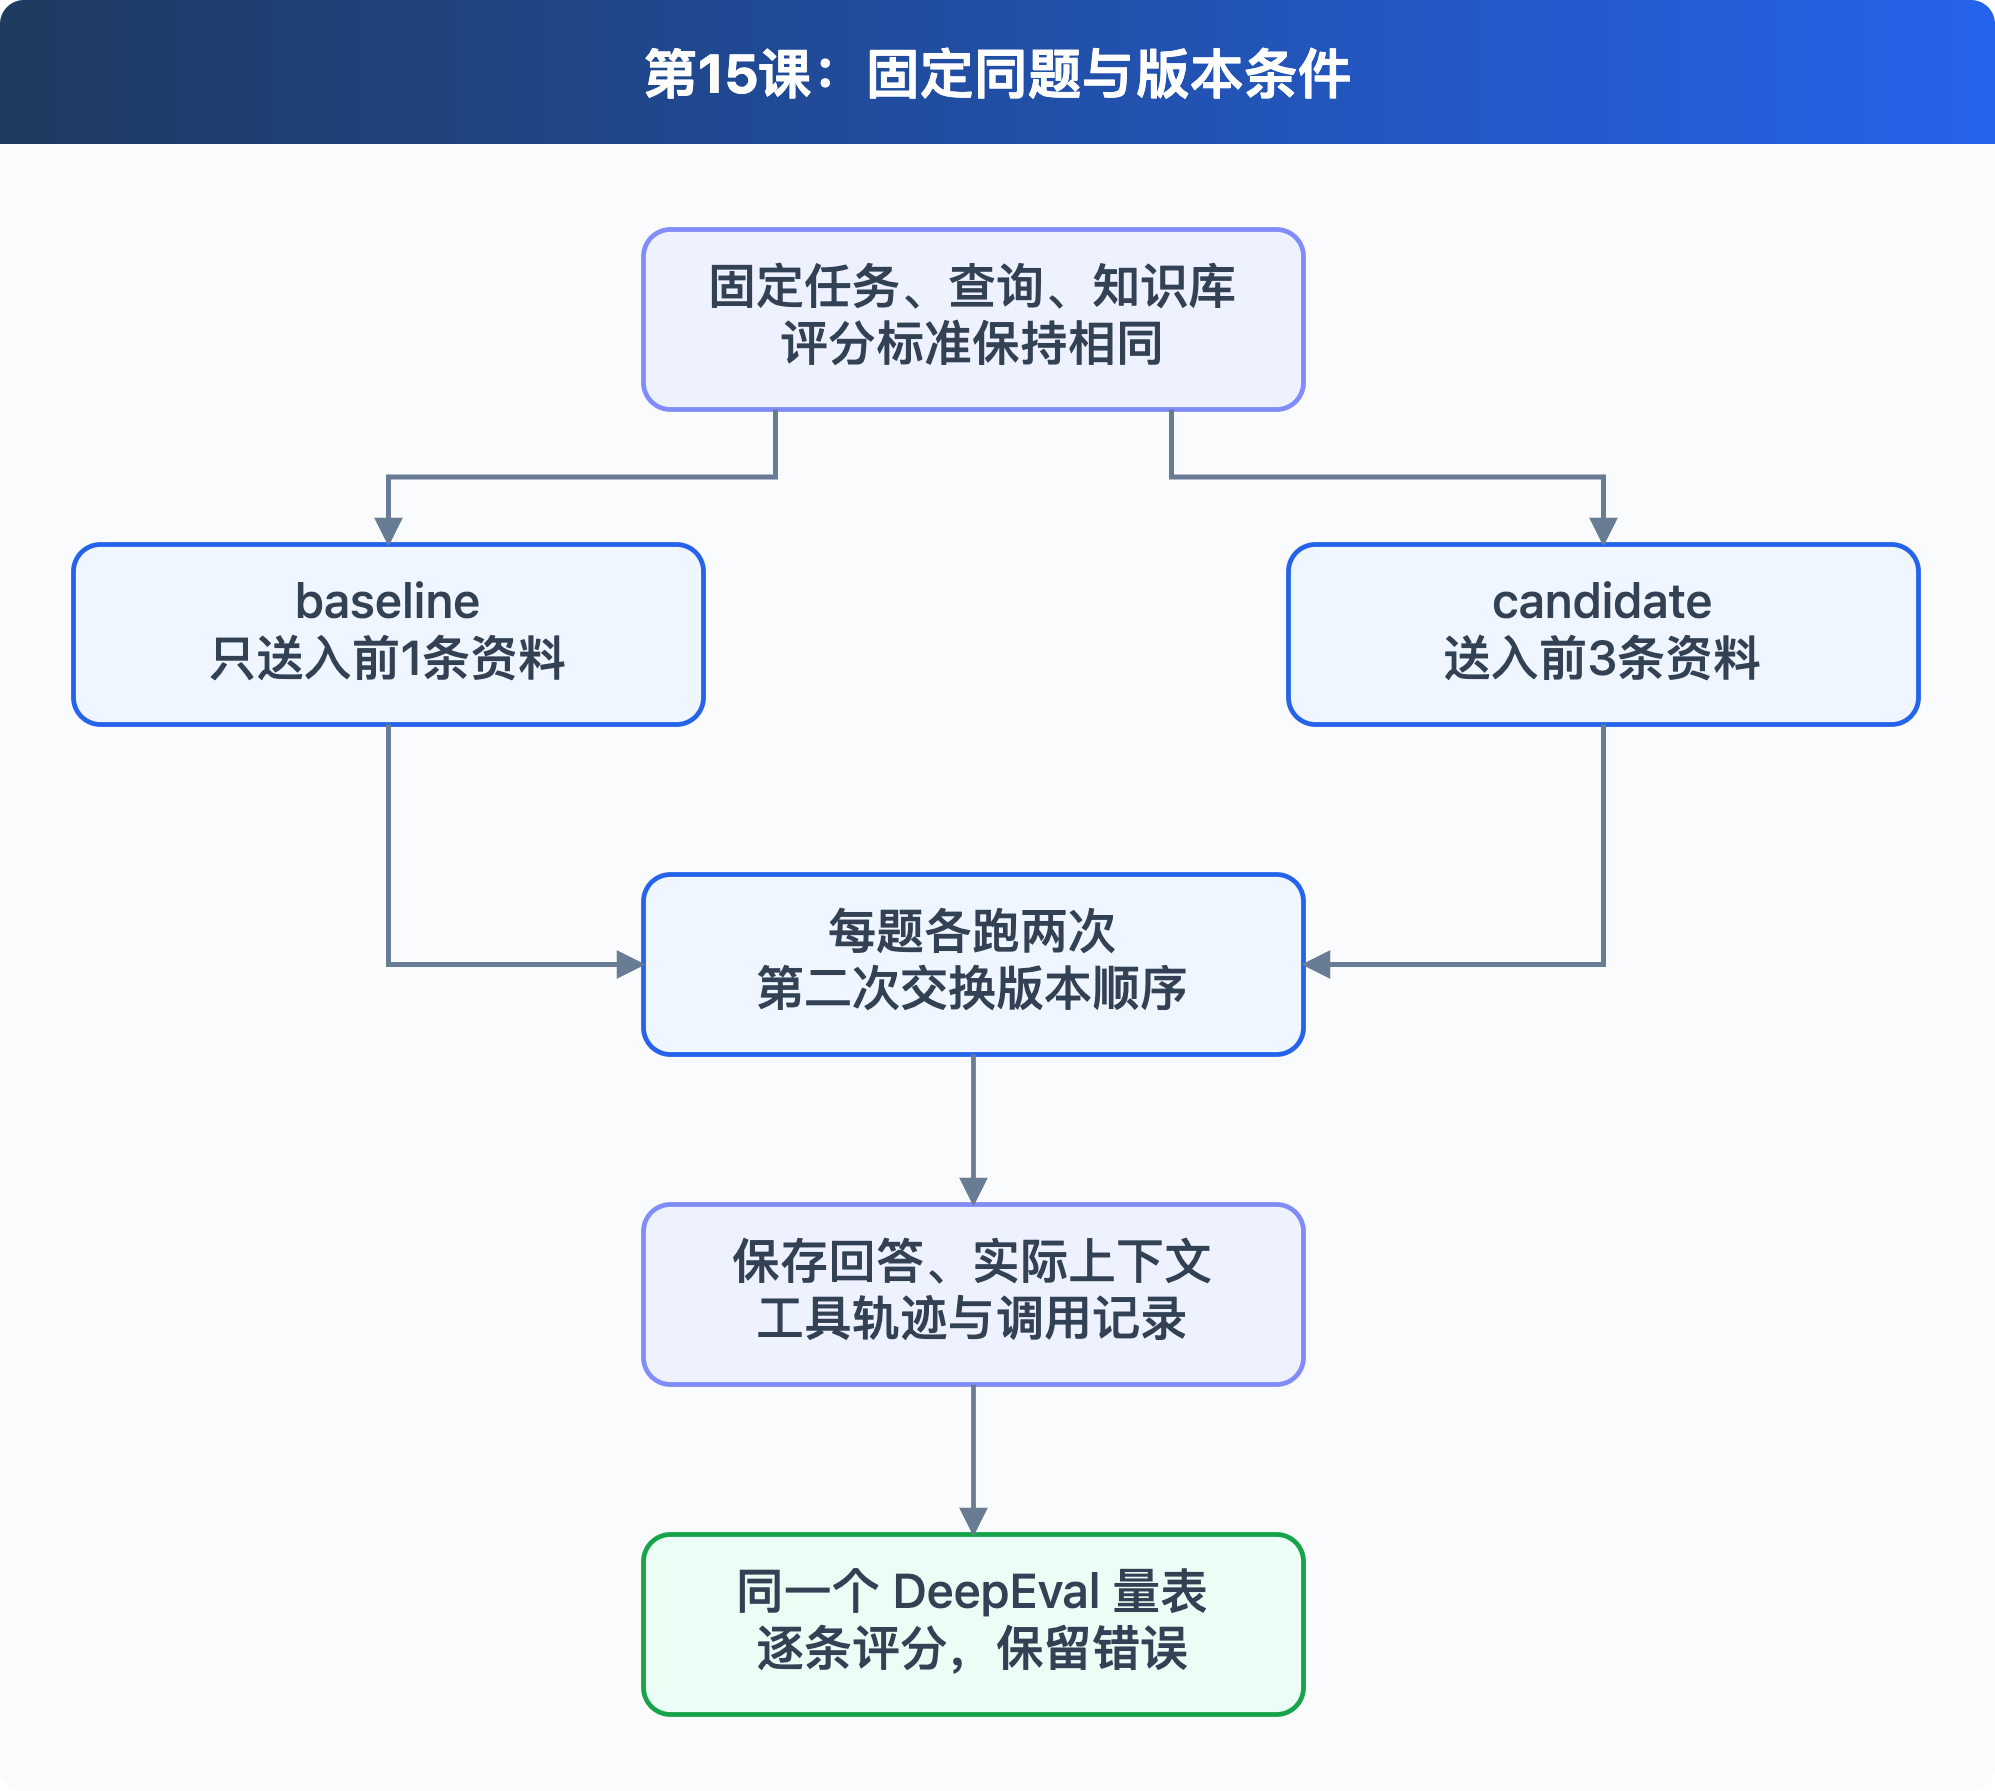 第15课：固定同题与版本条件
固定任务、查询、知识库
评分标准保持相同
baseline
只送入前1条资料
candidate
送入前3条资料
每题各跑两次
第二次交换版本顺序
保存回答、实际上下文
工具轨迹与调用记录
同一个 DeepEval 量表
逐条评分，保留错误